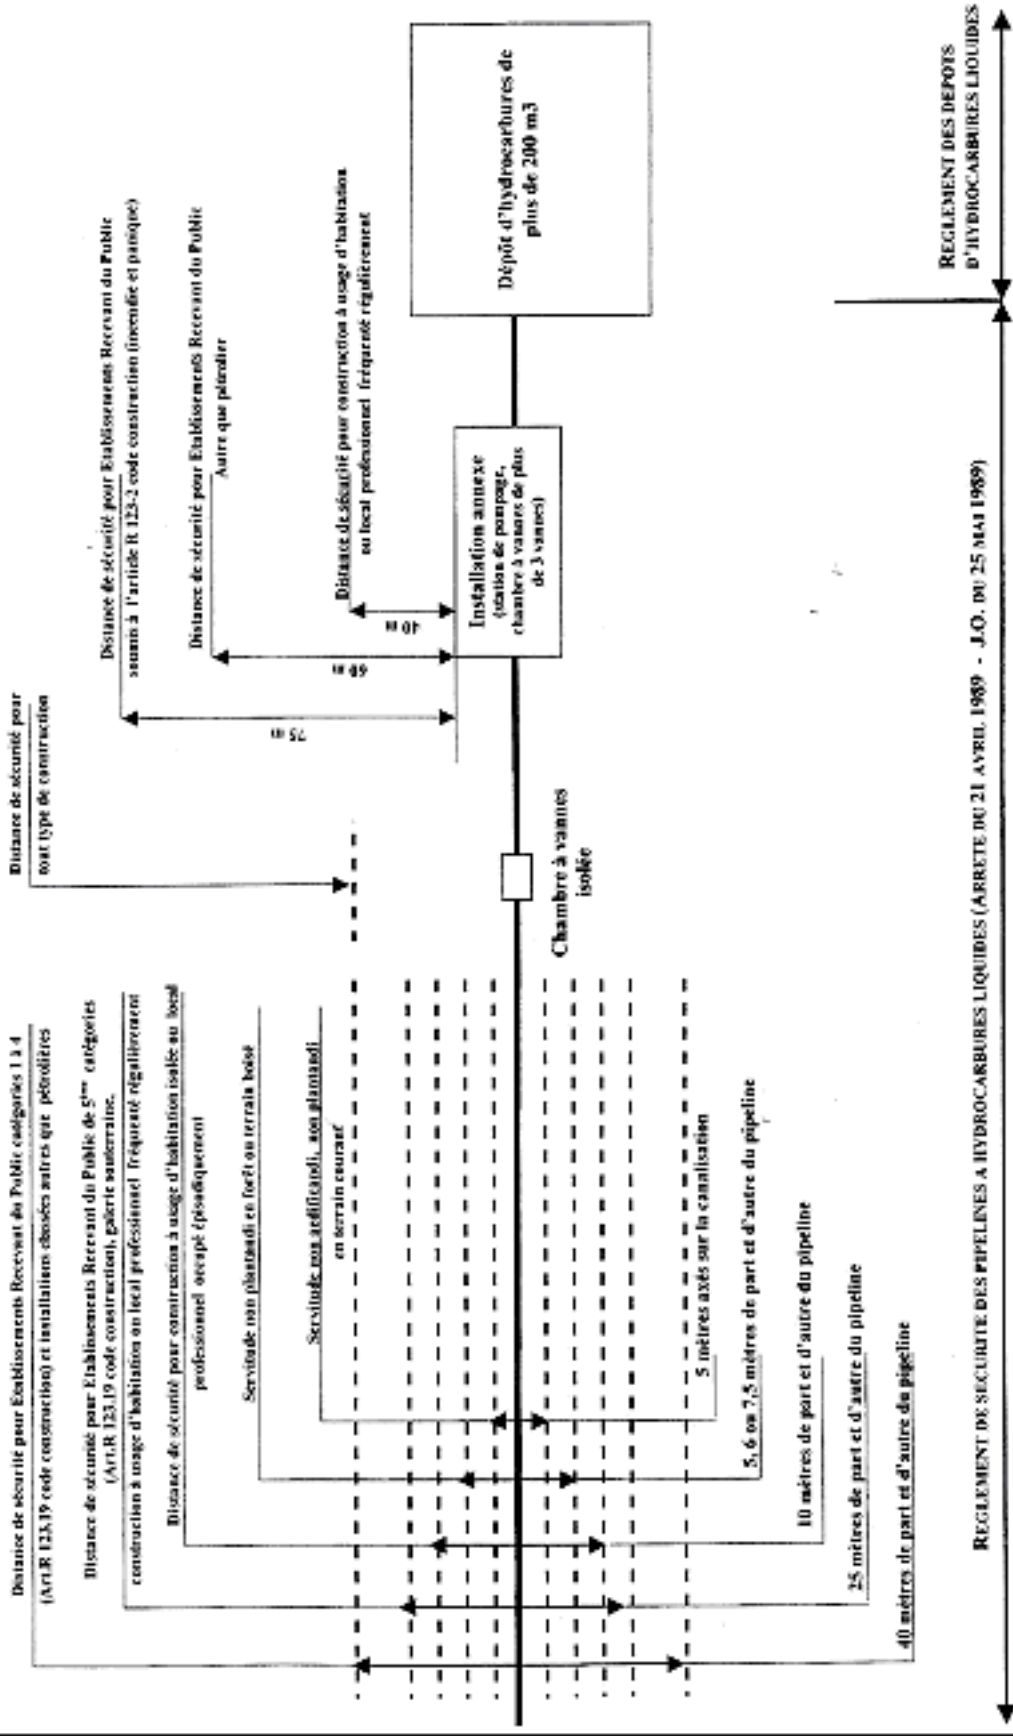 Distance de sécurité pour Etablissements Recevant du Public catégories 1 à 4
(Art.R 123.19 code construction) et installations classées autres que pétrolières
Distance de sécurité pour Etablissements Recevant du Public de 5ème catégories
(Art.R 123.19 code construction), galerie souterraine,
construction à usage d'habitation ou local professionnel fréquenté régulièrement
Distance de sécurité pour construction à usage d'habitation isolée ou local
professionnel occupé épisodiquement
Servitude non plantandi en forêt ou terrain boisé
Servitude non aedificandi, non plantandi
en terrain courant
Distance de sécurité pour
tout type de construction
Distance de sécurité pour Etablissements Recevant du Public
soumis à l'article R 123-2 code construction (incendie et panique)
Distance de sécurité pour Etablissements Recevant du Public
Autre que pétrolier
Distance de sécurité pour construction à usage d'habitation
ou local professionnel fréquenté régulièrement
75 m
60 m
40 m
Chambre à vannes
isolée
Installation annexe
(station de pompage,
chambre à vannes de plus
de 3 vannes)
Dépôt d'hydrocarbures de
plus de 200 m3
5 mètres axés sur la canalisation
5, 6 ou 7,5 mètres de part et d'autre du pipeline
10 mètres de part et d'autre du pipeline
25 mètres de part et d'autre du pipeline
40 mètres de part et d'autre du pipeline
REGLEMENT DE SECURITE DES PIPELINES A HYDROCARBURES LIQUIDES (ARRETE DU 21 AVRIL 1989 - J.O. DU 25 MAI 1989)
REGLEMENT DES DEPOTS
D'HYDROCARBURES LIQUIDES